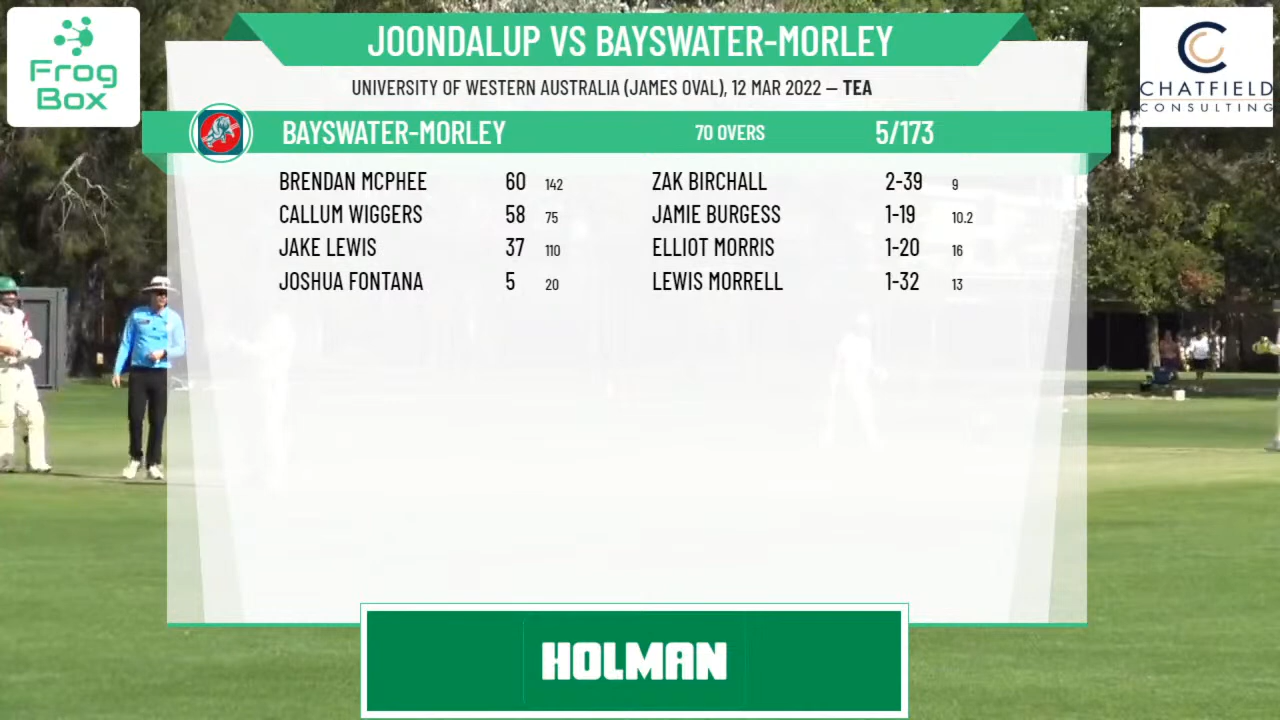 Frog
Box
JOONDALUP VS BAYSWATER-MORLEY
CHATFIELD
CONSULTING
UNIVERSITY OF WESTERN AUSTRALIA (JAMES OVAL), 12 MAR 2022 – TEA
BAYSWATER-MORLEY 70 OVERS 5/173
BRENDAN MCPHEE 60 142 ZAK BIRCHALL 2-39 9
CALLUM WIGGERS 58 75 JAMIE BURGESS 1-19 10.2
JAKE LEWIS 37 110 ELLIOT MORRIS 1-20 16
JOSHUA FONTANA 5 20 LEWIS MORRELL 1-32 13
HOLMAN